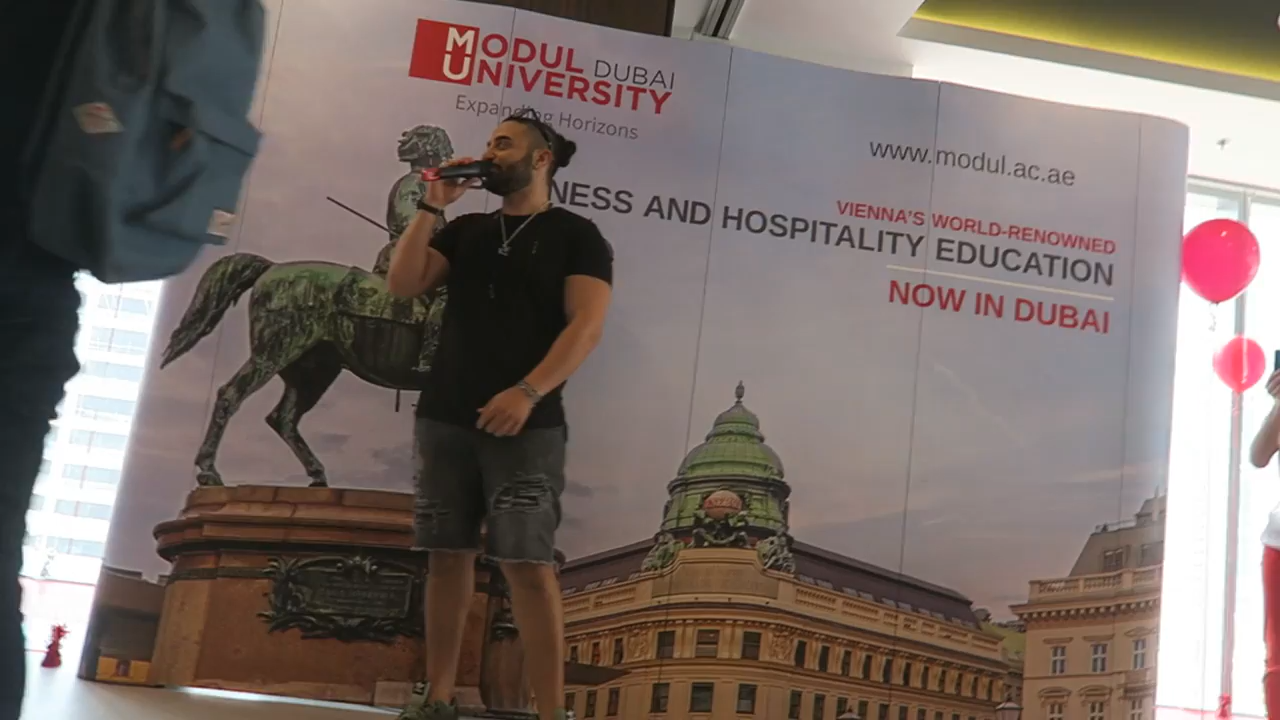 MODUL DUBAI
UNIVERSITY
Expanding Horizons
www.modul.ac.ae
VIENNA'S WORLD-RENOWNED
NESS AND HOSPITALITY EDUCATION
NOW IN DUBAI